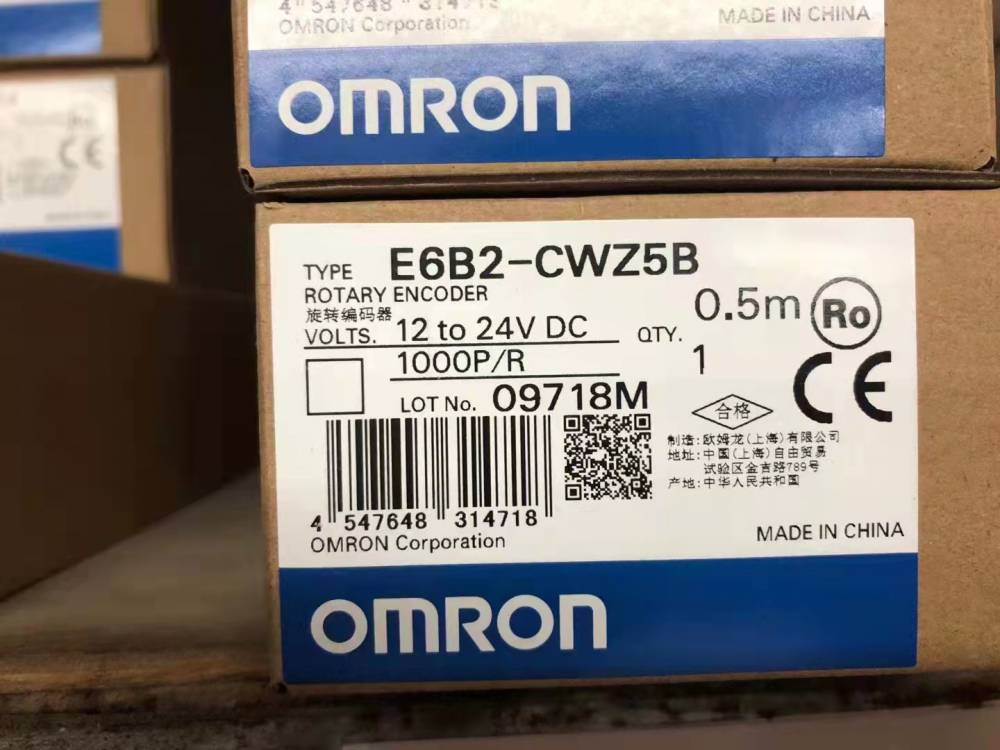 4 547648 314718
OMRON Corporation
MADE IN CHINA
OMRON
CE
TYPE E6B2-CWZ5B
ROTARY ENCODER
旋转编码器
VOLTS. 12 to 24V DC
1000P/R
0.5m
QTY. 1
Ro
CE
LOT No. 09718M
合格
制造:欧姆龙(上海)有限公司
地址:中国(上海)自由贸易
试验区金吉路789号
产地:中华人民共和国
4 547648 314718
OMRON Corporation
MADE IN CHINA
OMRON